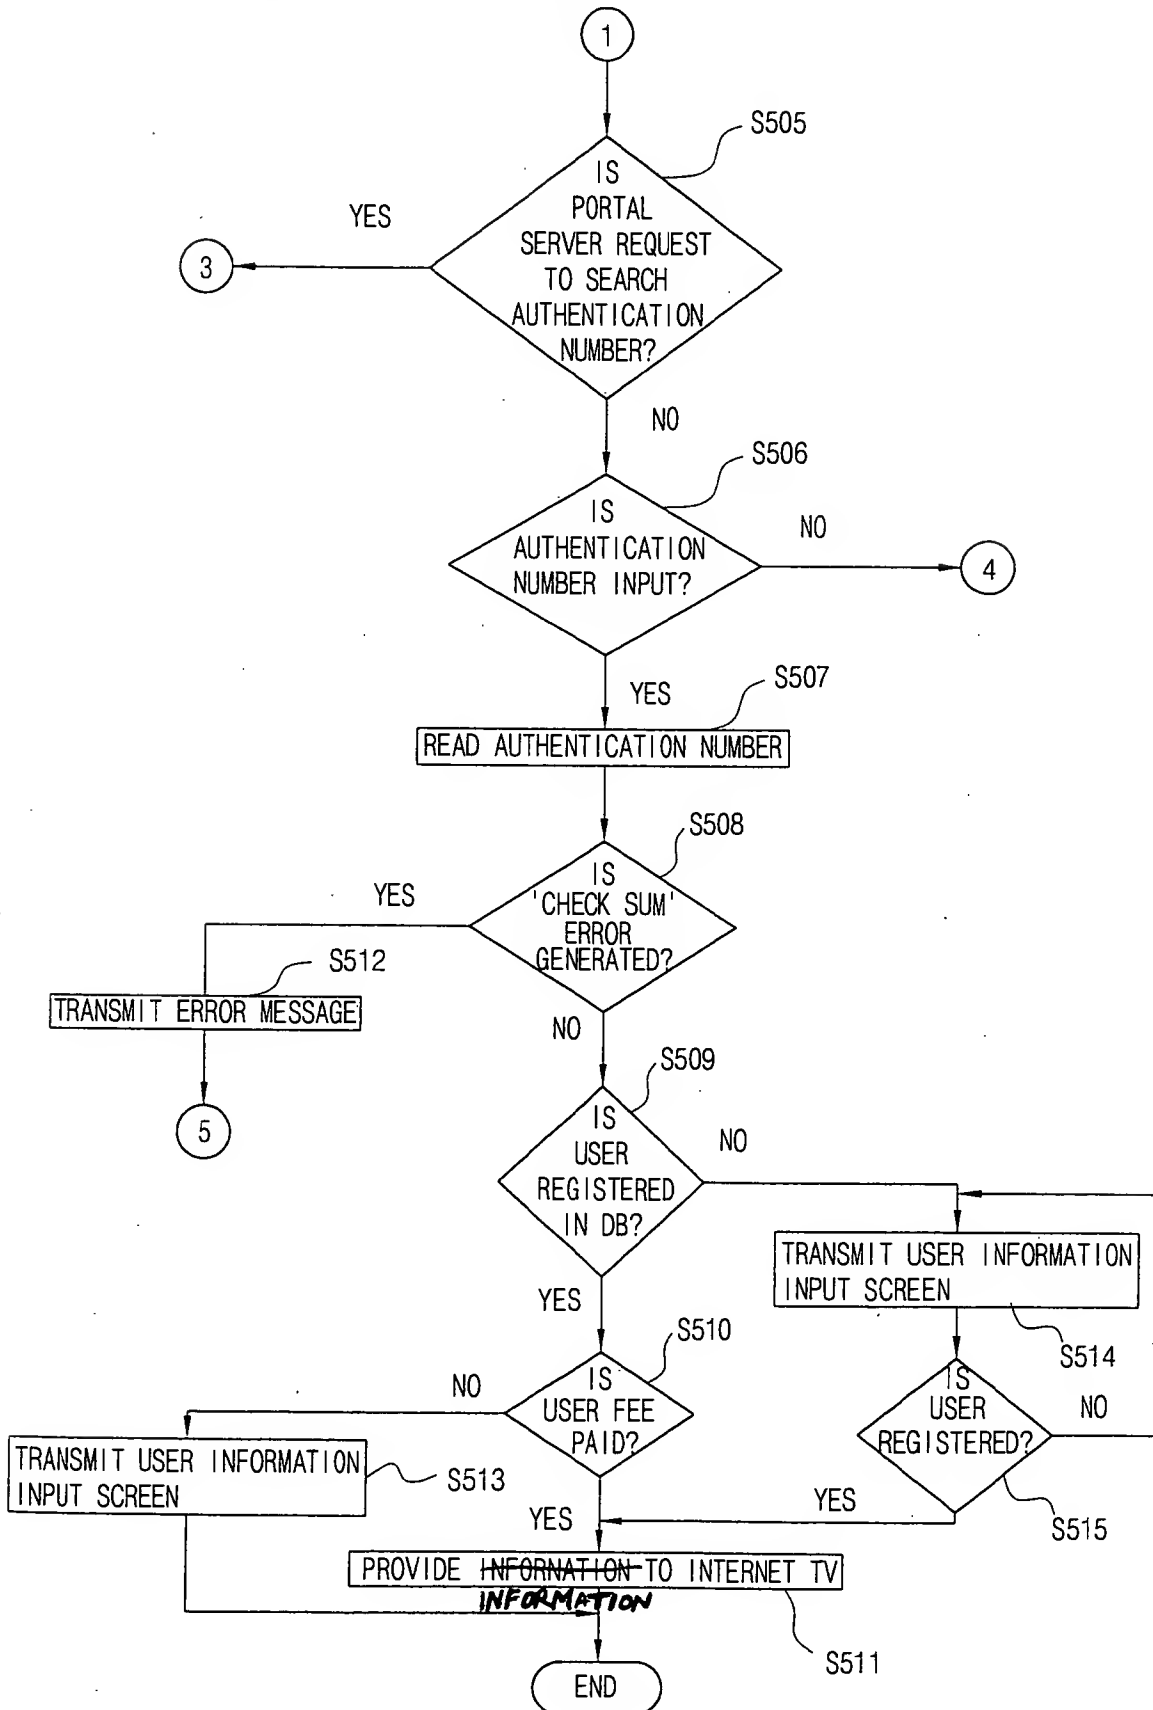 1
S505
IS
PORTAL
SERVER REQUEST
TO SEARCH
AUTHENTICATION
NUMBER?
YES
3
NO
S506
IS
AUTHENTICATION
NUMBER INPUT?
NO
4
YES
S507
READ AUTHENTICATION NUMBER
S508
IS
'CHECK SUM'
ERROR
GENERATED?
YES
S512
TRANSMIT ERROR MESSAGE
5
NO
S509
IS
USER
REGISTERED
IN DB?
NO
TRANSMIT USER INFORMATION
INPUT SCREEN
S514
YES
S510
IS
USER FEE
PAID?
NO
TRANSMIT USER INFORMATION
INPUT SCREEN
S513
IS
USER
REGISTERED?
NO
S515
YES
YES
PROVIDE INFORNATION TO INTERNET TV
INFORMATION
S511
END